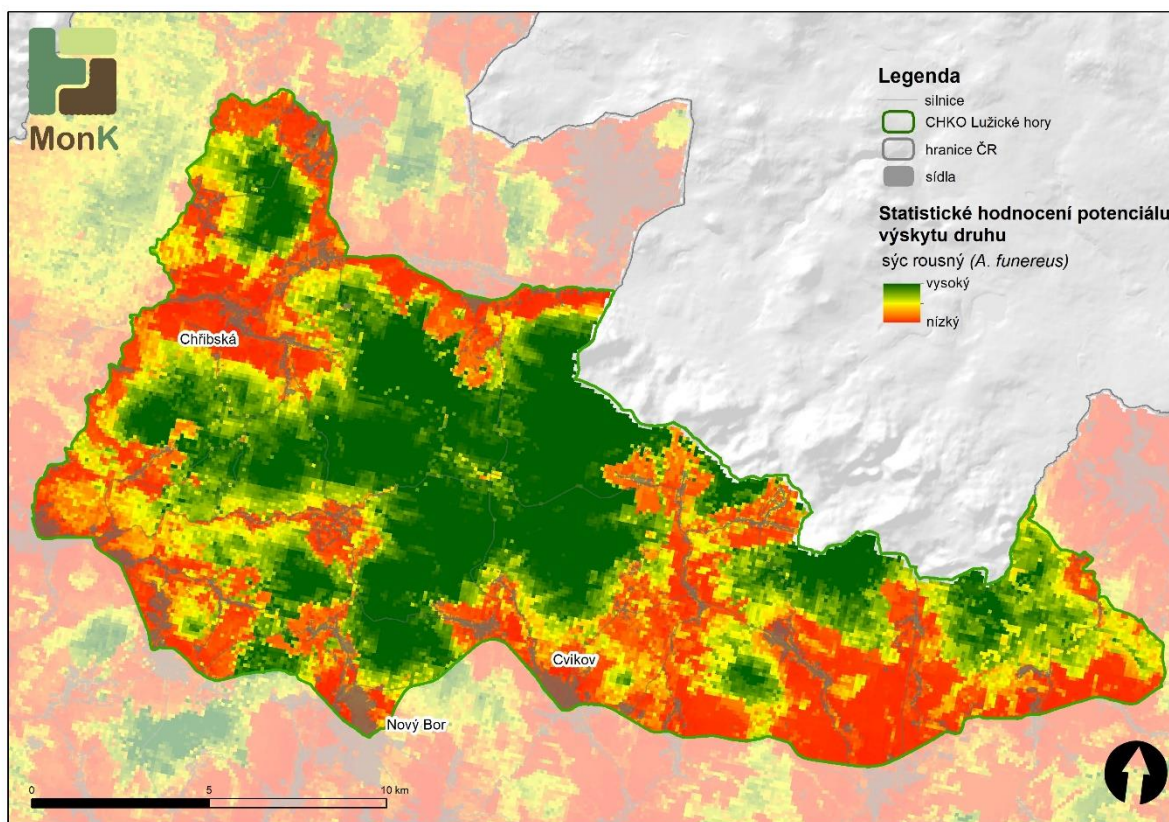 MonK
Legenda
silnice
CHKO Lužické hory
hranice ČR
sídla
Statistické hodnocení potenciálu
výskytu druhu
sýc rousný (A. funereus)
vysoký
nízký
Chřibská
Cvikov
Nový Bor
0 5 10 km